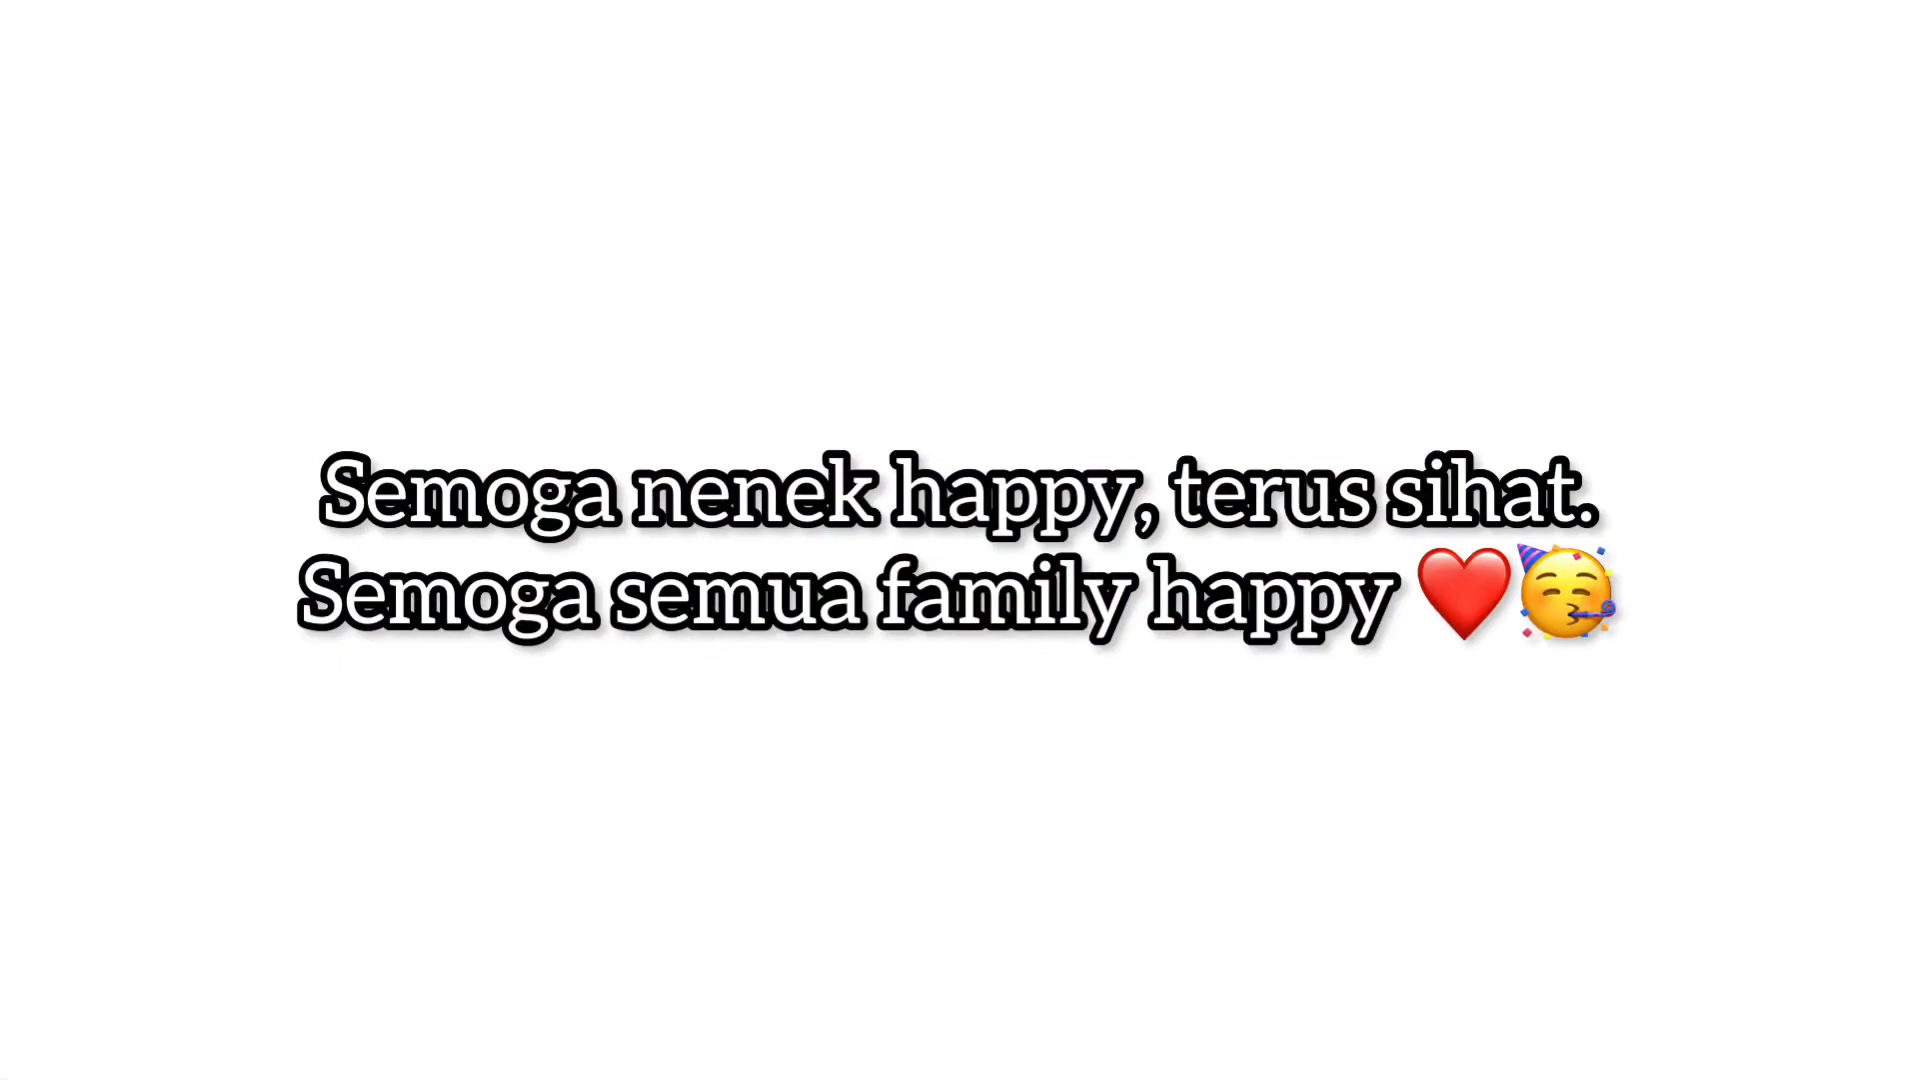 Semoga nenek happy, terus sihat.
Semoga semua family happy ❤️🥳